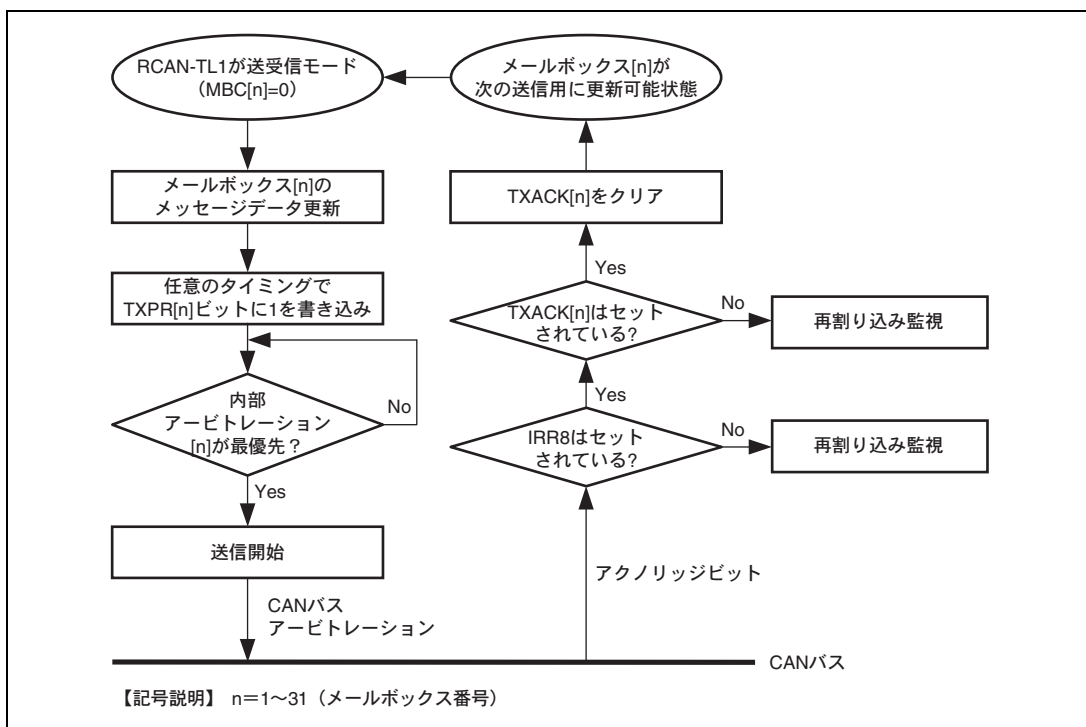 RCAN-TL1が送受信モード
（MBC[n]=0）
メールボックス[n]の
メッセージデータ更新
任意のタイミングで
TXPR[n]ビットに1を書き込み
内部
アービトレーション
[n]が最優先？
No
Yes
送信開始
CANバス
アービトレーション
メールボックス[n]が
次の送信用に更新可能状態
TXACK[n]をクリア
Yes
TXACK[n]はセット
されている?
No
再割り込み監視
Yes
IRR8はセット
されている?
No
再割り込み監視
アクノリッジビット
CANバス
【記号説明】 n＝1～31（メールボックス番号）